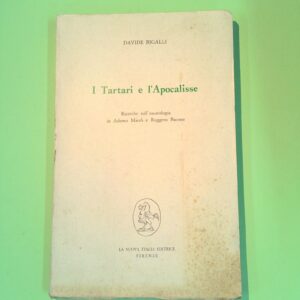 DAVIDE BIGALLI
I Tartari e l'Apocalisse
Ricerche sull'escatologia
in Adamo Marsh e Ruggero Bacone
LA NUOVA ITALIA EDITRICE
FIRENZE